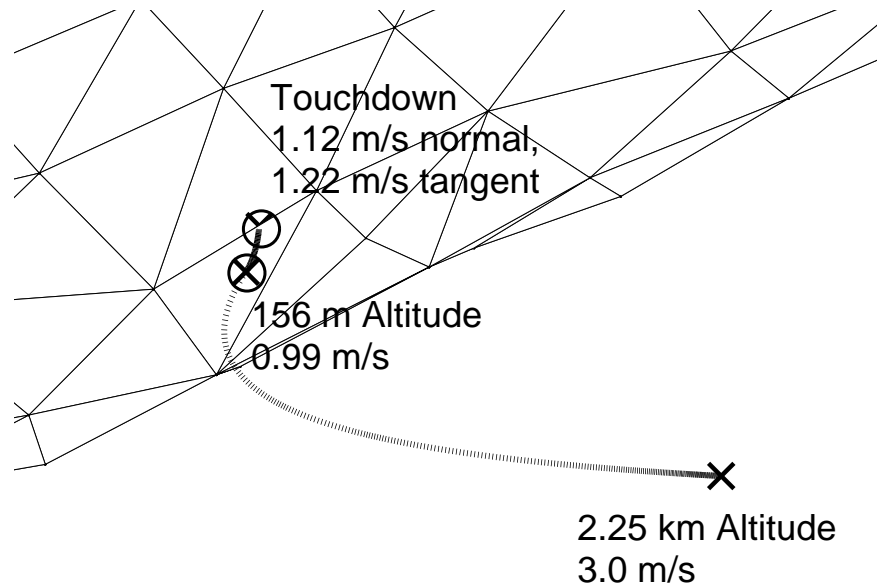 Touchdown
1.12 m/s normal,
1.22 m/s tangent
156 m Altitude
0.99 m/s
2.25 km Altitude
3.0 m/s